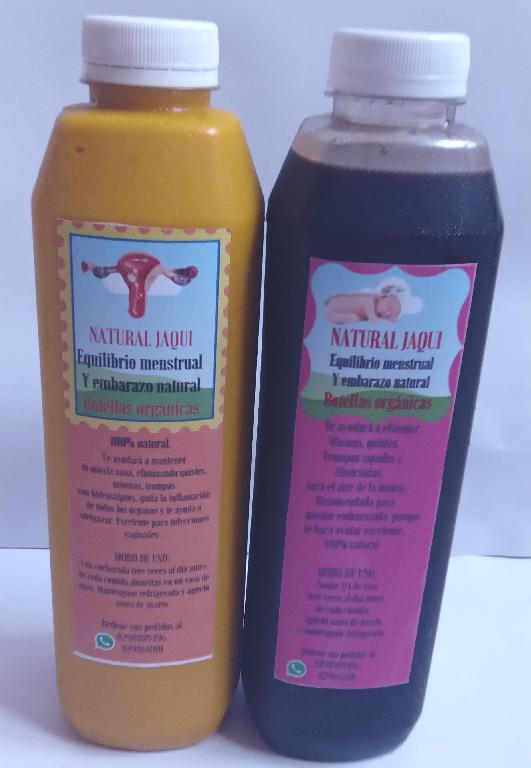 NATURAL JAQUI
Equilibrio menstrual
Y embarazo natural
Botellas orgánicas
100% natural.
Te ayudará a mantener
tu matriz sana, eliminando quistes,
miomas, trompas
con hidrosálpins, quita la inflamación
de todos los órganos y te ayuda a
adelgazar. Excelente para infecciones
vaginales
MODO DE USO:
Una cucharada tres veces al día antes
de cada comida disueltas en un vaso de
agua. Manténgase refrigerada y agítelo
antes de usarlo.
Ordene sus pedidos al:
NATURAL JAQUI
Equilibrio menstrual
Y embarazo natural
Botellas orgánicas
Te ayudará a eliminar:
Miomas, quistes,
Trompas tapadas y
Obstruidas,
saca el aire de la matriz.
Recomendada para
quedar embarazada porque
te hará ovular excelente.
100% natural
MODO DE USO:
Tomar 1/4 de taza
tres veces al día antes
de cada comida.
Agítela antes de usarlo
y manténgalo refrigerado.
Ordene sus pedidos al: